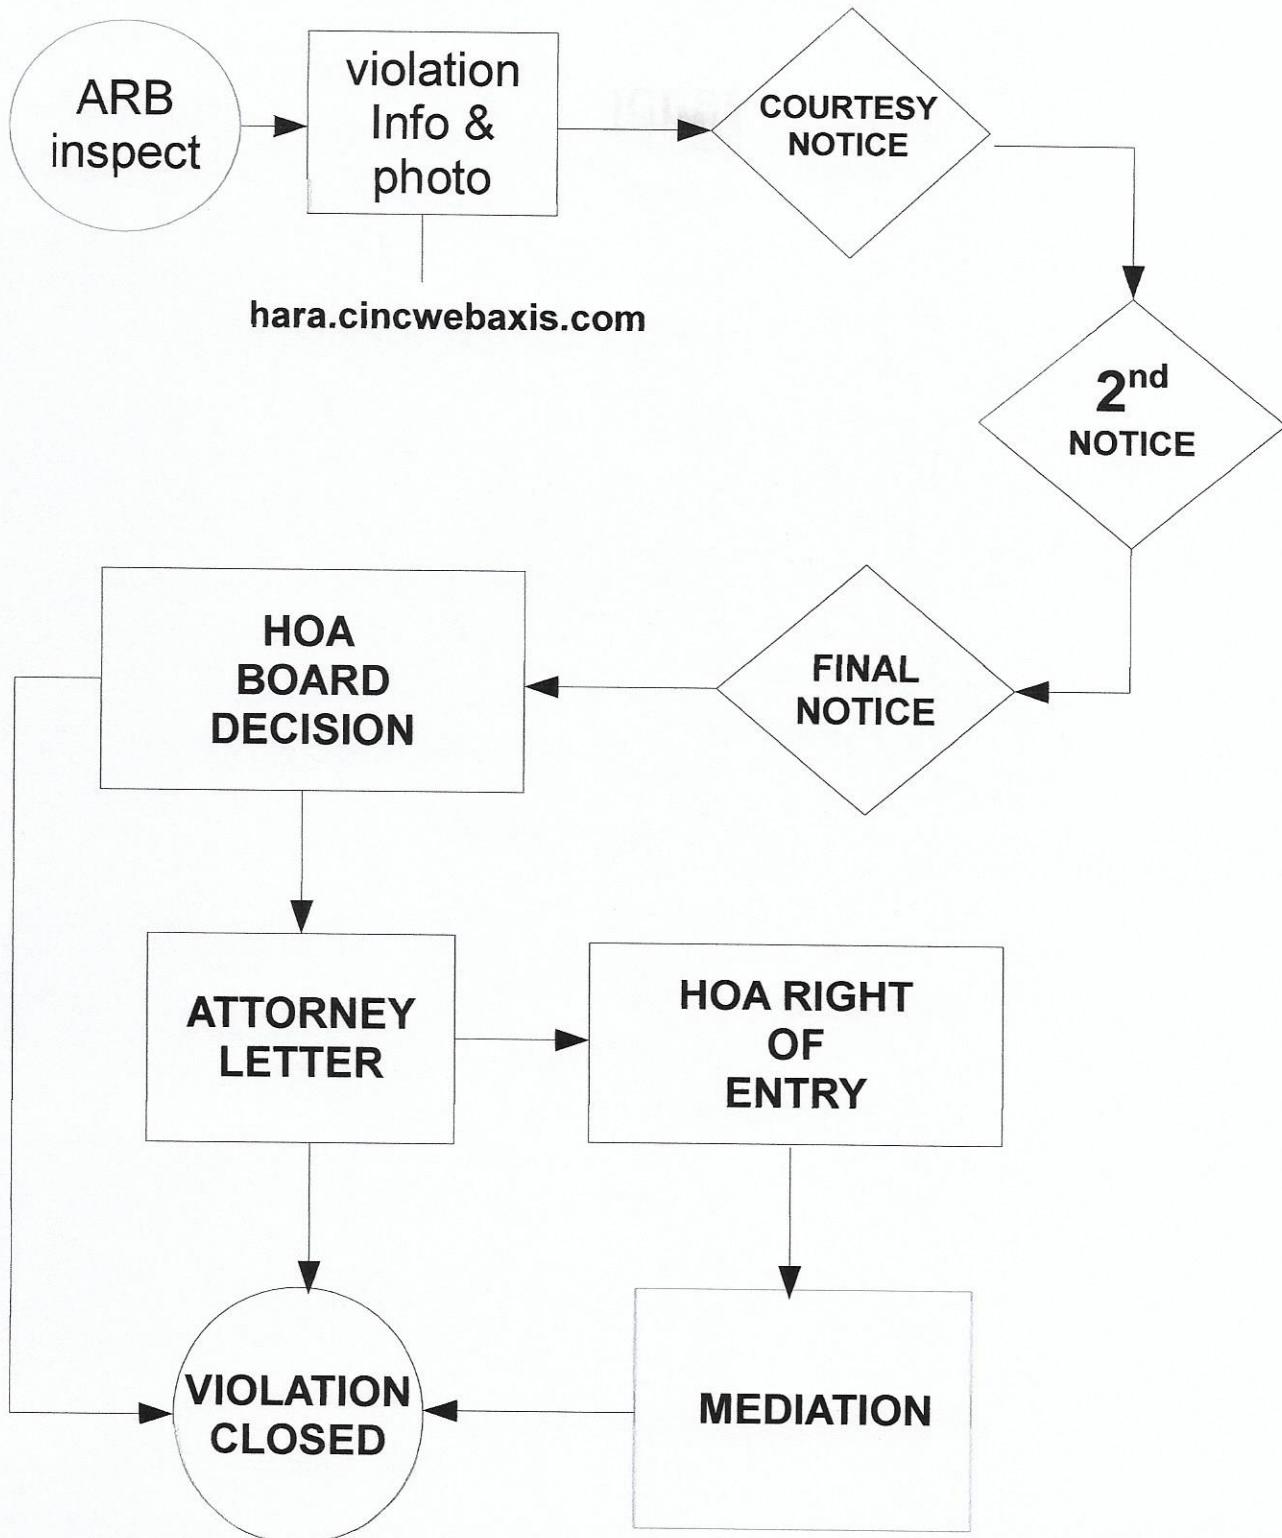 ARB
inspect
violation
Info &
photo
COURTESY
NOTICE
hara.cincwebaxis.com
2nd
NOTICE
FINAL
NOTICE
HOA
BOARD
DECISION
ATTORNEY
LETTER
HOA RIGHT
OF
ENTRY
VIOLATION
CLOSED
MEDIATION